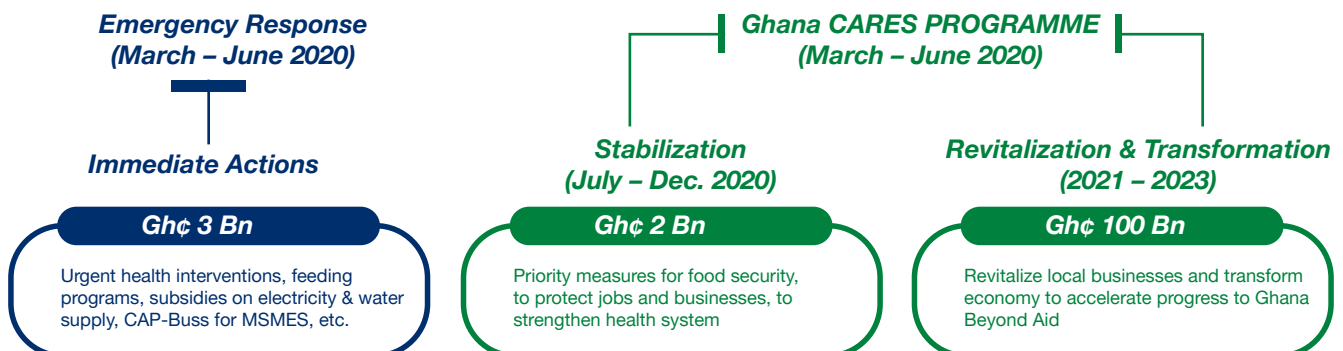 Emergency Response
(March – June 2020)
Immediate Actions
Gh¢ 3 Bn
Urgent health interventions, feeding
programs, subsidies on electricity & water
supply, CAP-Buss for MSMES, etc.
Ghana CARES PROGRAMME
(March – June 2020)
Stabilization
(July – Dec. 2020)
Gh¢ 2 Bn
Priority measures for food security,
to protect jobs and businesses, to
strengthen health system
Revitalization & Transformation
(2021 – 2023)
Gh¢ 100 Bn
Revitalize local businesses and transform
economy to accelerate progress to Ghana
Beyond Aid